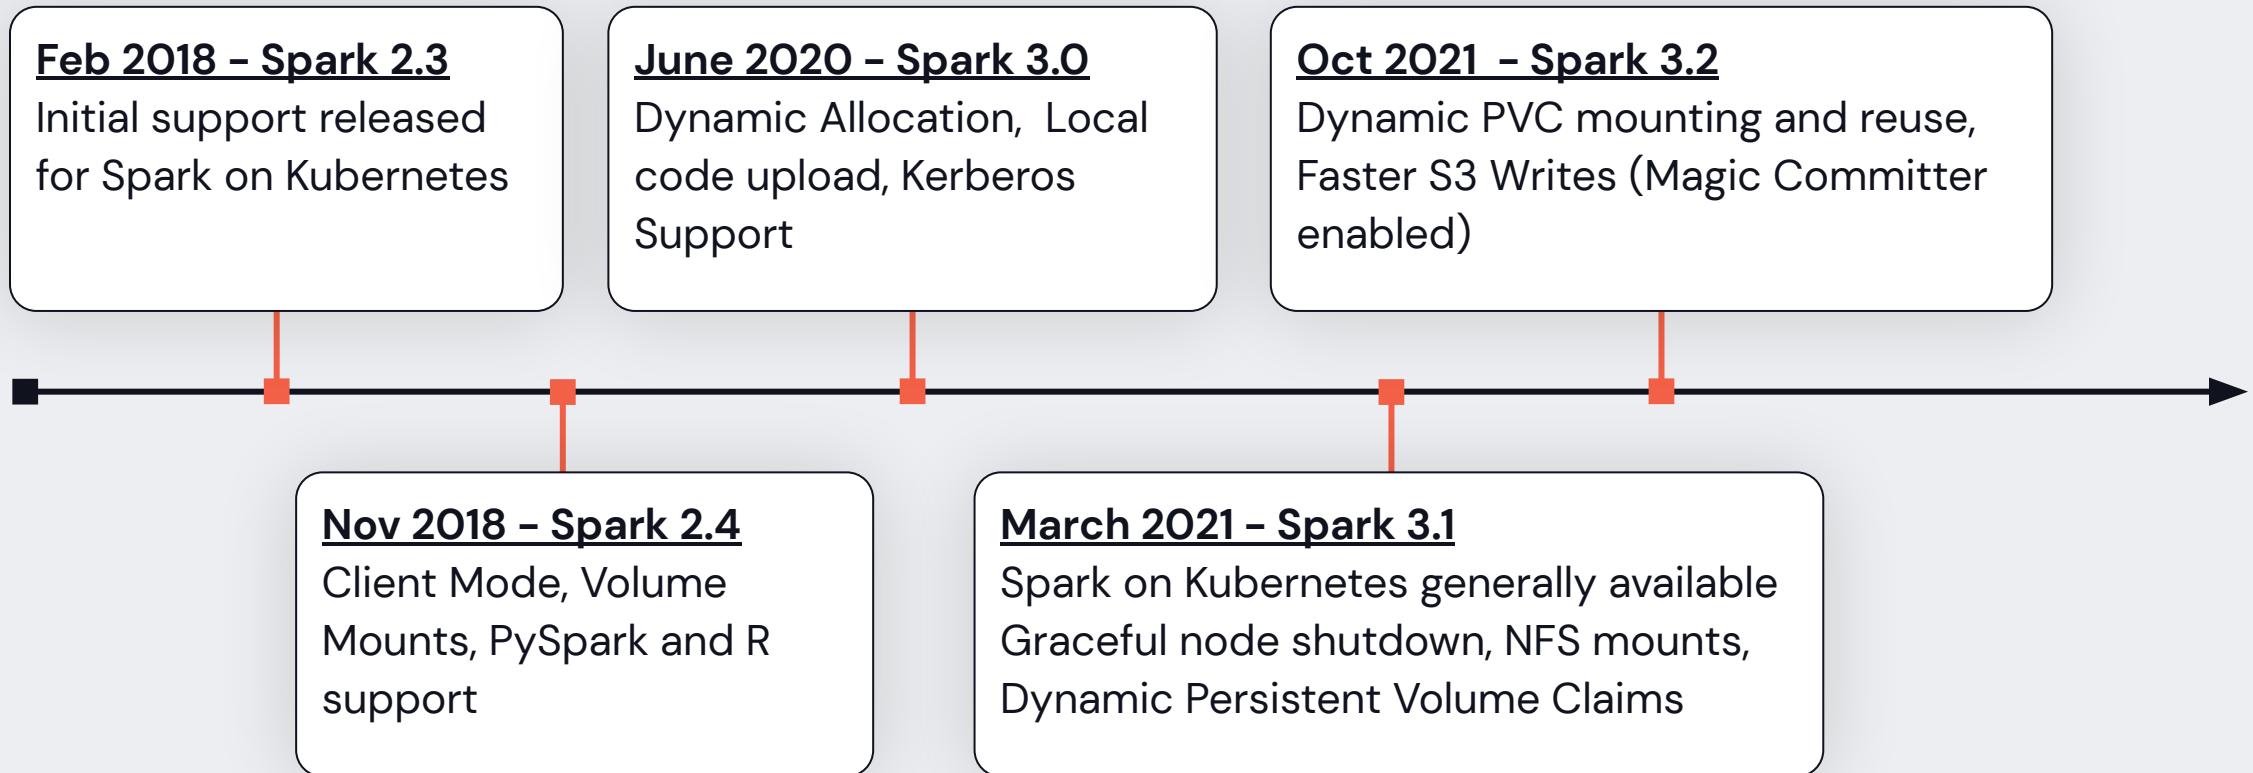 Feb 2018 – Spark 2.3
Initial support released
for Spark on Kubernetes
June 2020 – Spark 3.0
Dynamic Allocation,  Local
code upload, Kerberos
Support
Oct 2021  – Spark 3.2
Dynamic PVC mounting and reuse,
Faster S3 Writes (Magic Committer
enabled)
Nov 2018 – Spark 2.4
Client Mode, Volume
Mounts, PySpark and R
support
March 2021 – Spark 3.1
Spark on Kubernetes generally available
Graceful node shutdown, NFS mounts,
Dynamic Persistent Volume Claims